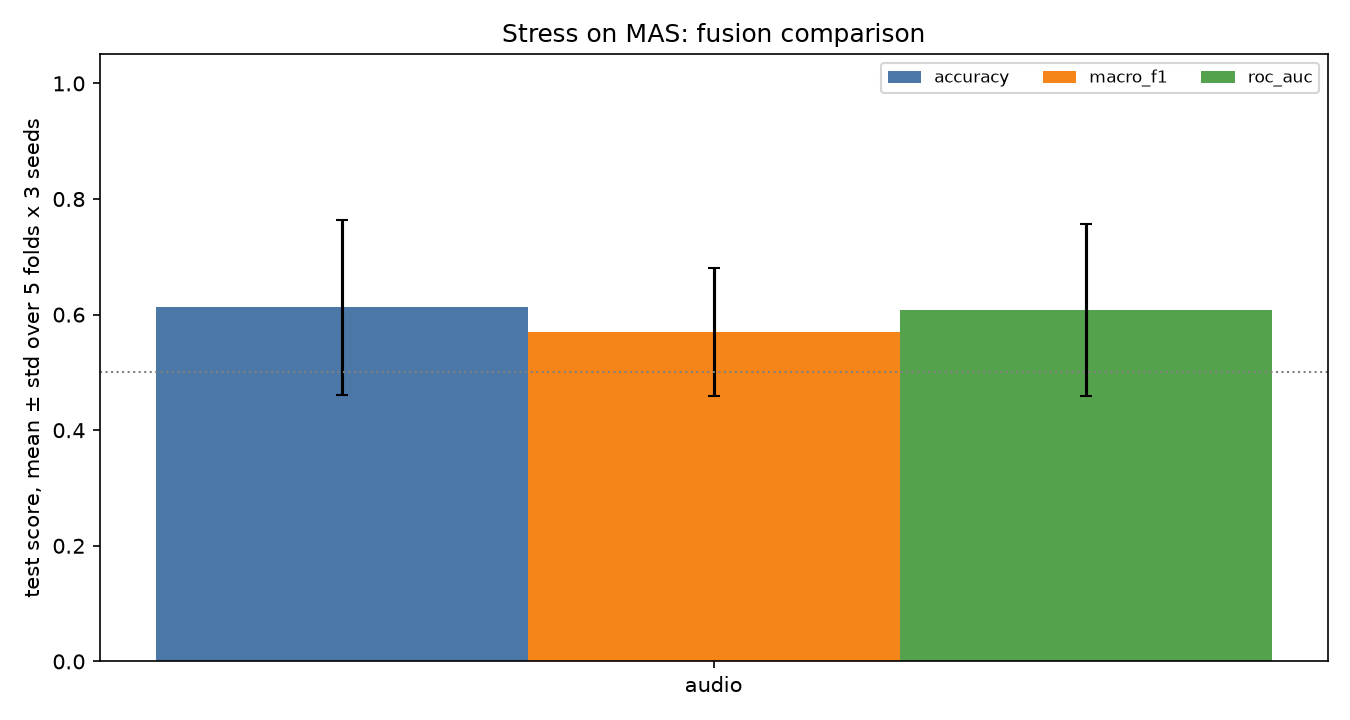 Stress on MAS: fusion comparison
accuracy
macro_f1
roc_auc
test score, mean ± std over 5 folds x 3 seeds
1.0
0.8
0.6
0.4
0.2
0.0
audio